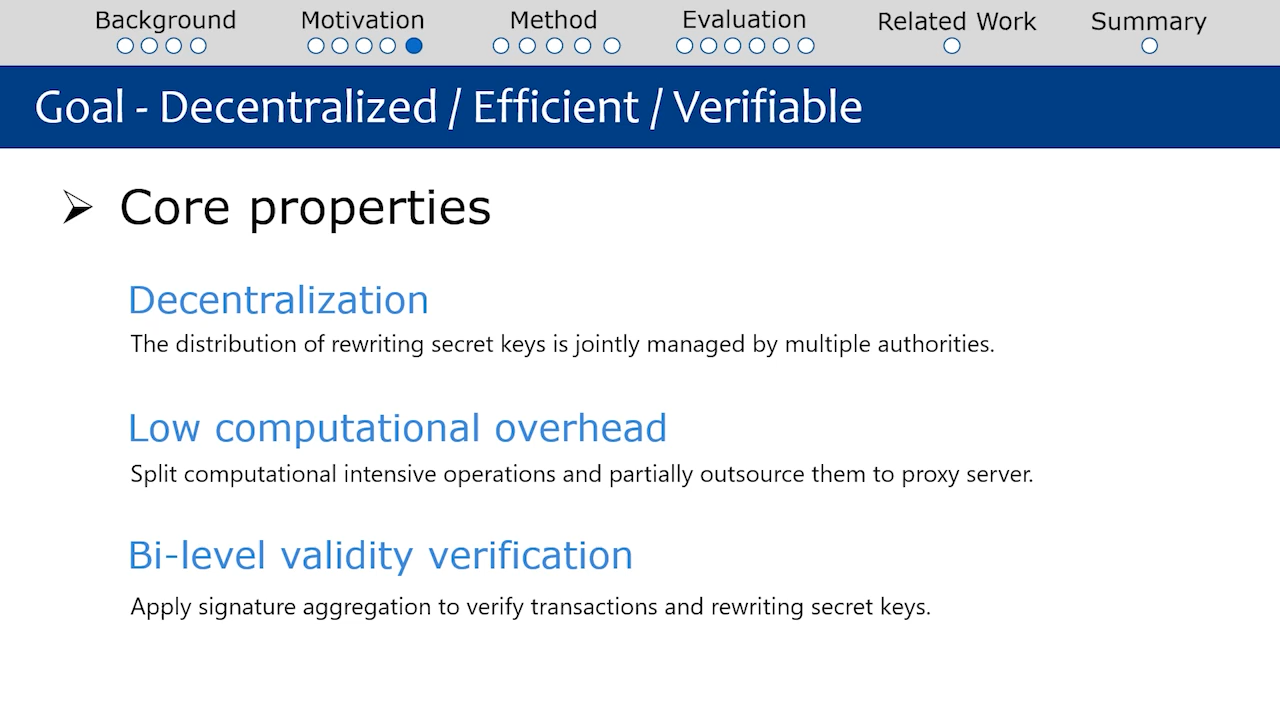 Background Motivation Method Evaluation Related Work Summary
Goal - Decentralized / Efficient / Verifiable
Core properties
Decentralization
The distribution of rewriting secret keys is jointly managed by multiple authorities.
Low computational overhead
Split computational intensive operations and partially outsource them to proxy server.
Bi-level validity verification
Apply signature aggregation to verify transactions and rewriting secret keys.